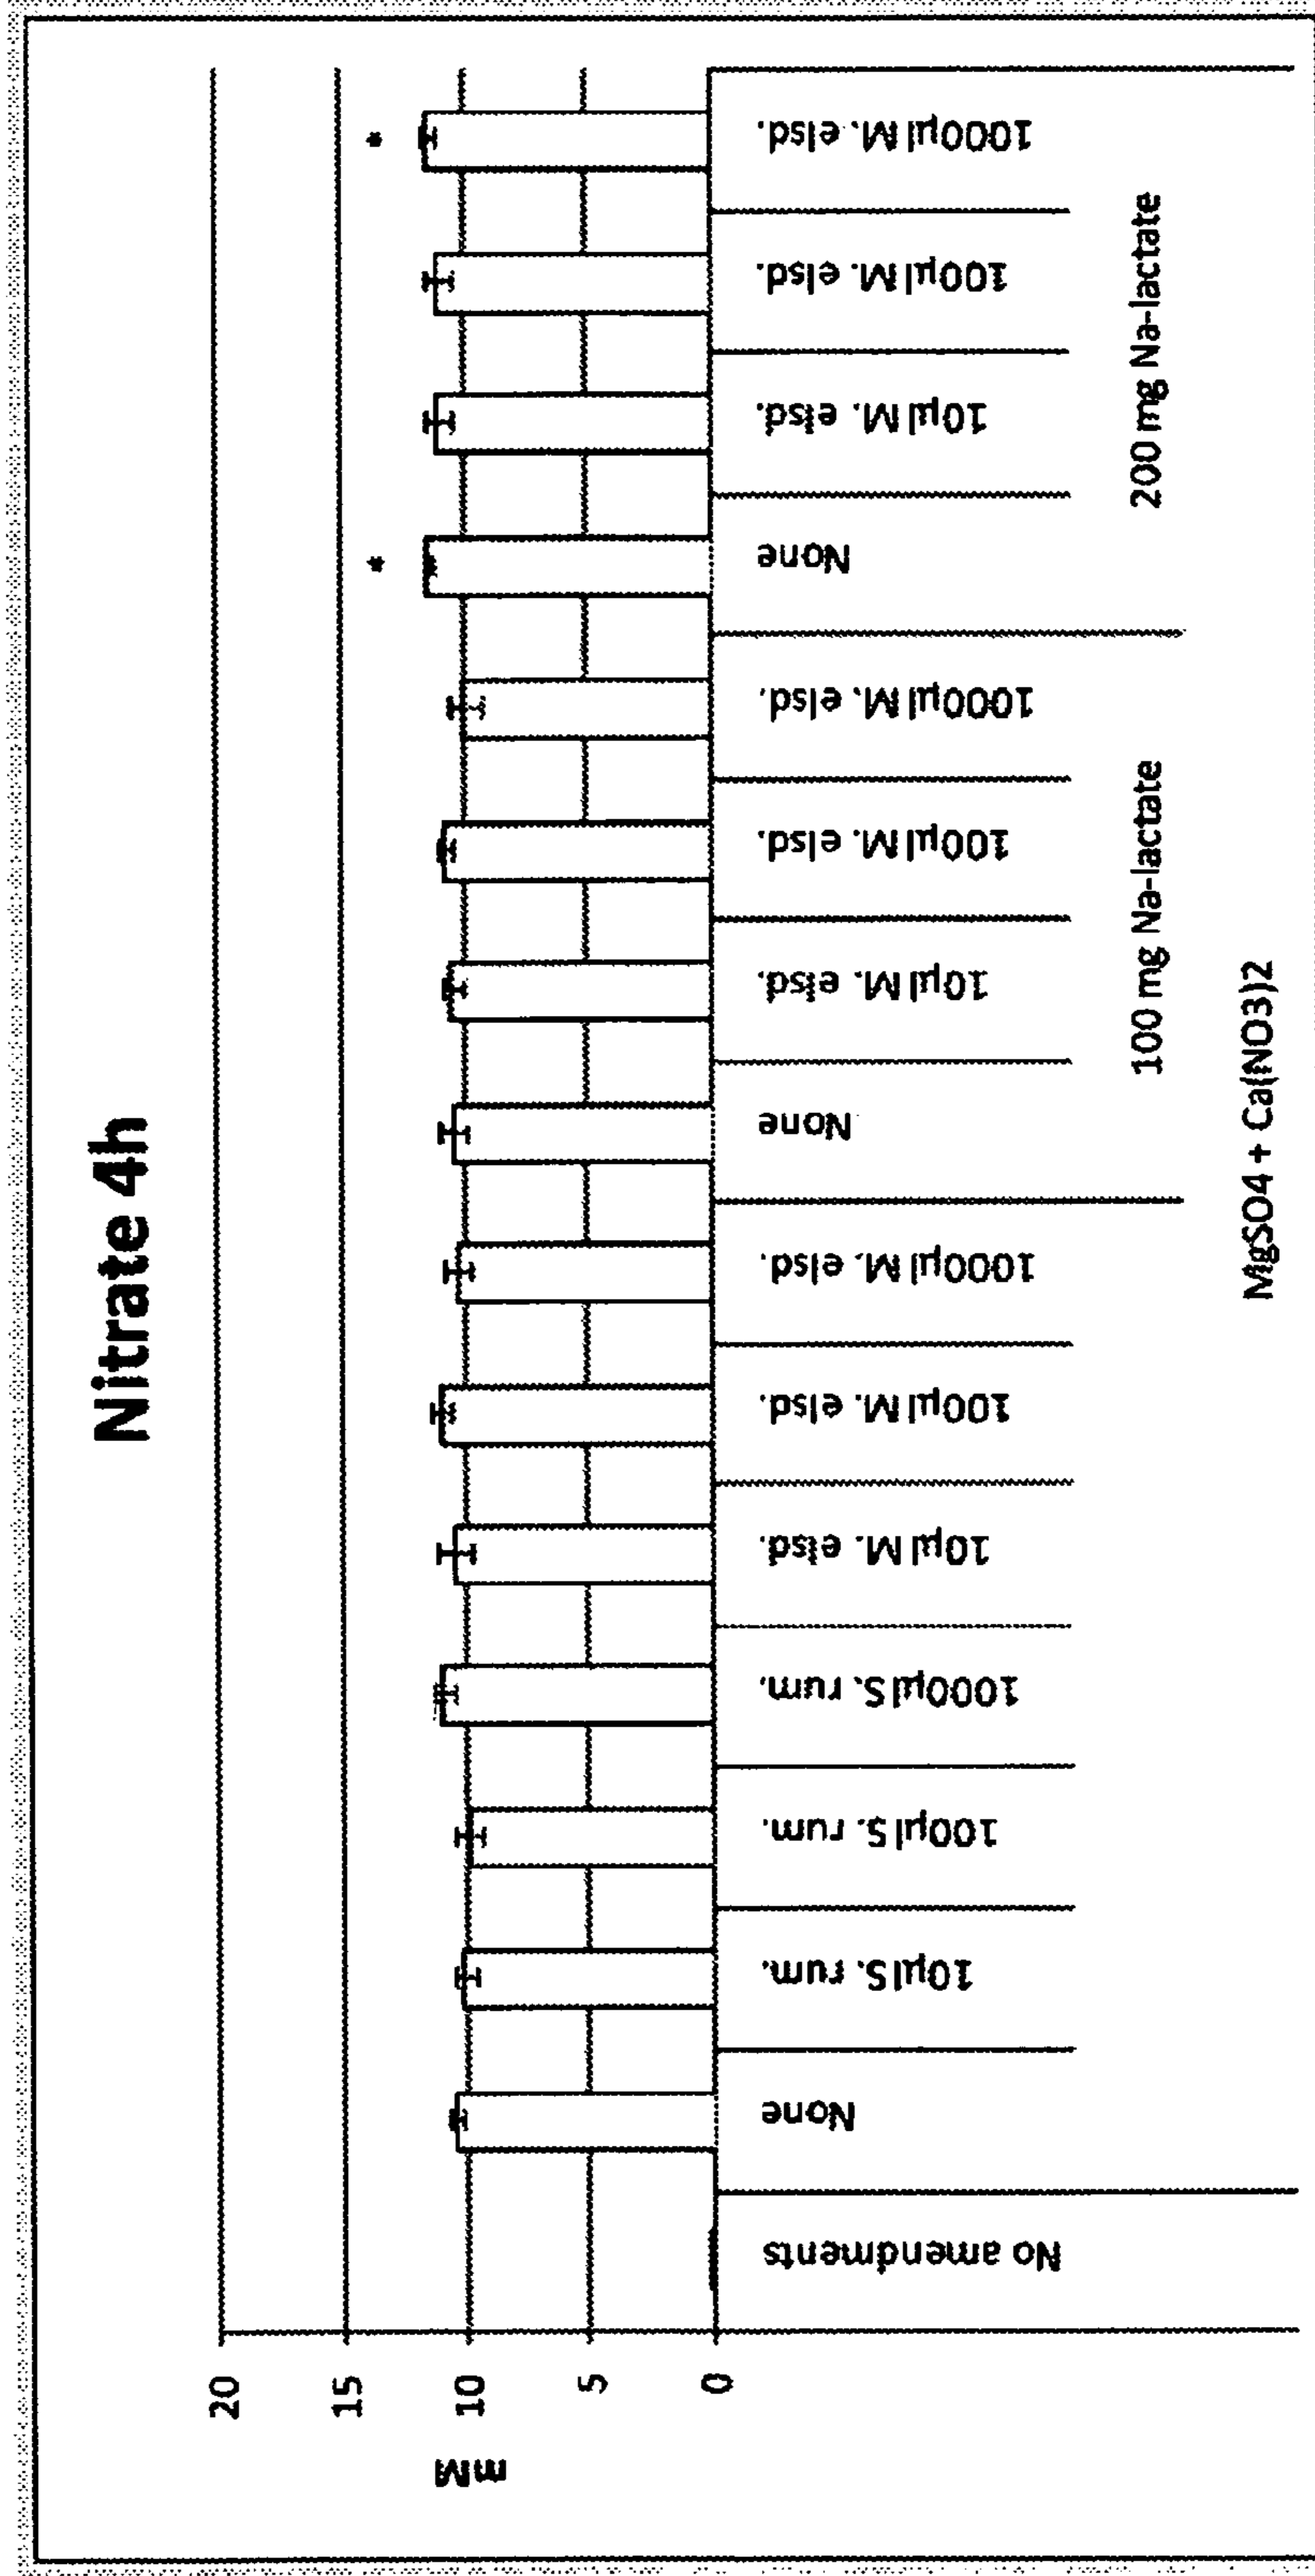 Nitrate 4h
mM
20
15
10
5
0
No amendments
None
10µl S. rum.
100µl S. rum.
1000µl S. rum.
10µl M. elsd.
100µl M. elsd.
1000µl M. elsd.
None
10µl M. elsd.
100µl M. elsd.
1000µl M. elsd.
None
10µl M. elsd.
100µl M. elsd.
1000µl M. elsd.
*
*
100 mg Na-lactate
200 mg Na-lactate
MgSO4 + Ca(NO3)2